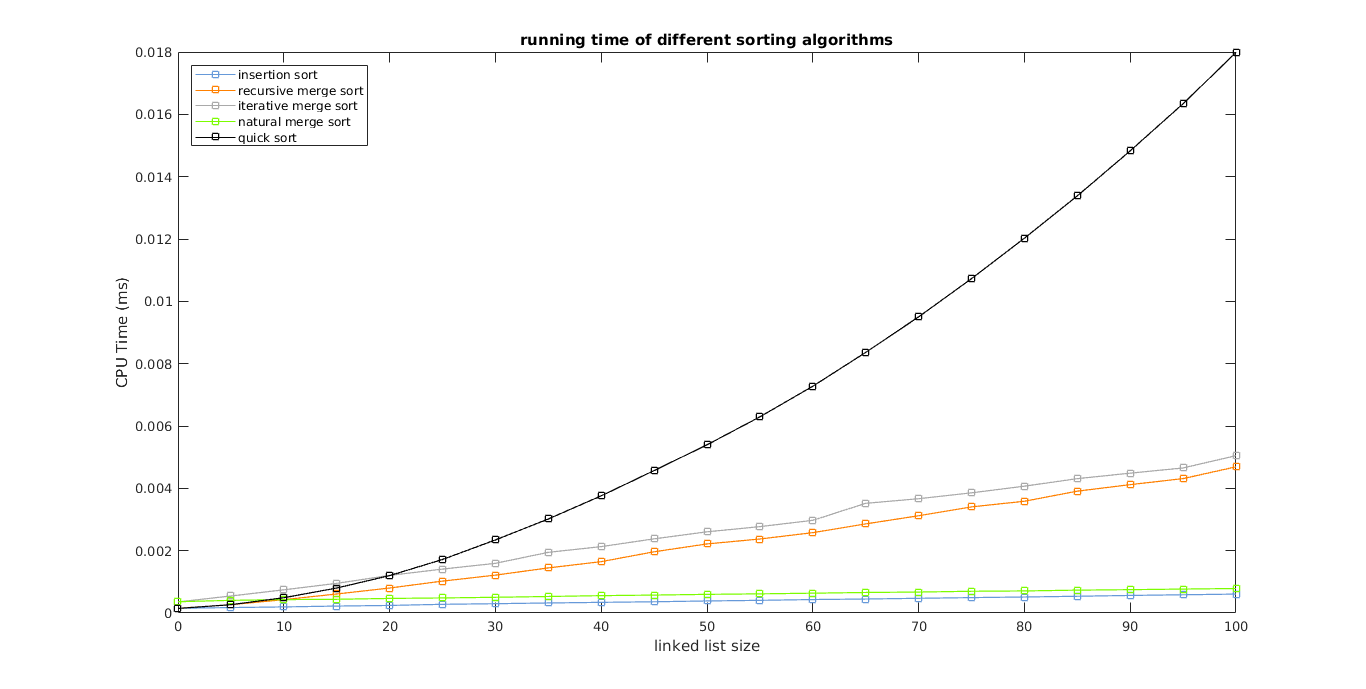 running time of different sorting algorithms
insertion sort
recursive merge sort
iterative merge sort
natural merge sort
quick sort
0.018
0.016
0.014
0.012
0.01
0.008
0.006
0.004
0.002
0
CPU Time (ms)
0 10 20 30 40 50 60 70 80 90 100
linked list size